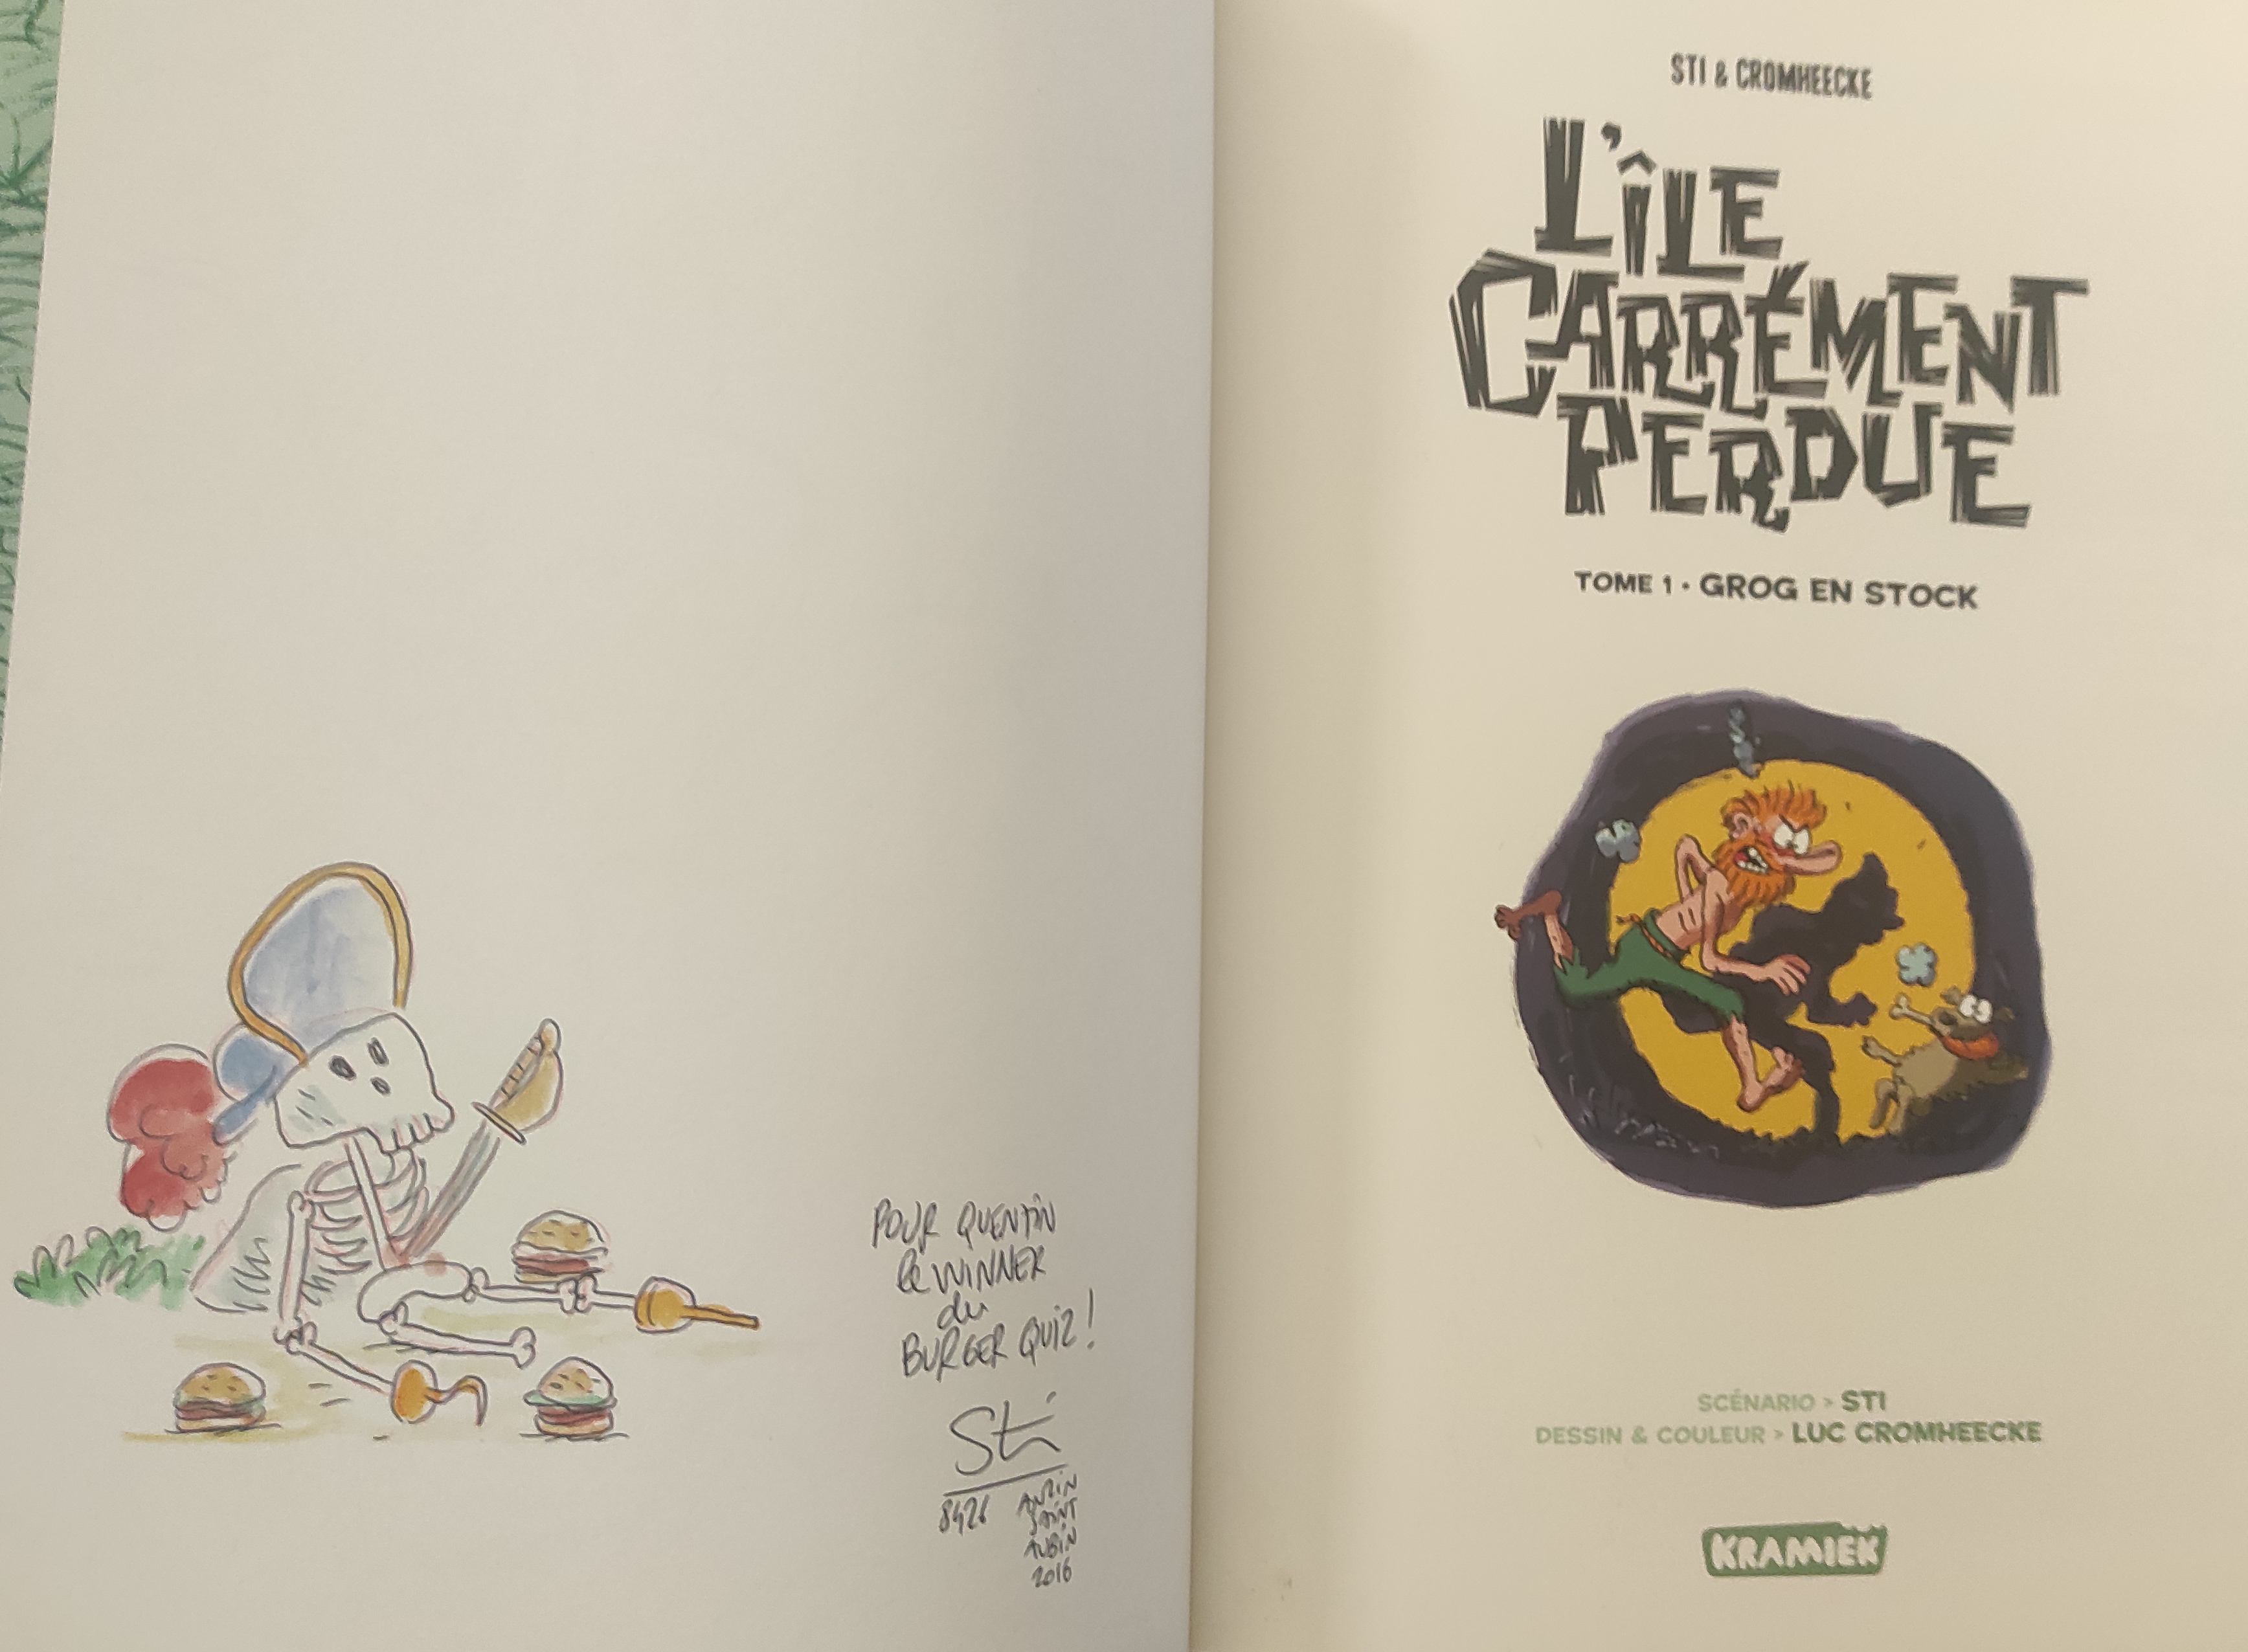 POUR QUENTIN
le WINNER
du
BURGER QUIZ !
Sti
8426
ANZIN
SAINT
AUBIN
2016
STI & CROMHEECKE
L'ÎLE
CARRÉMENT
PERDUE
TOME 1 · GROG EN STOCK
SCÉNARIO > STI
DESSIN & COULEUR > LUC CROMHEECKE
KRAMIEK